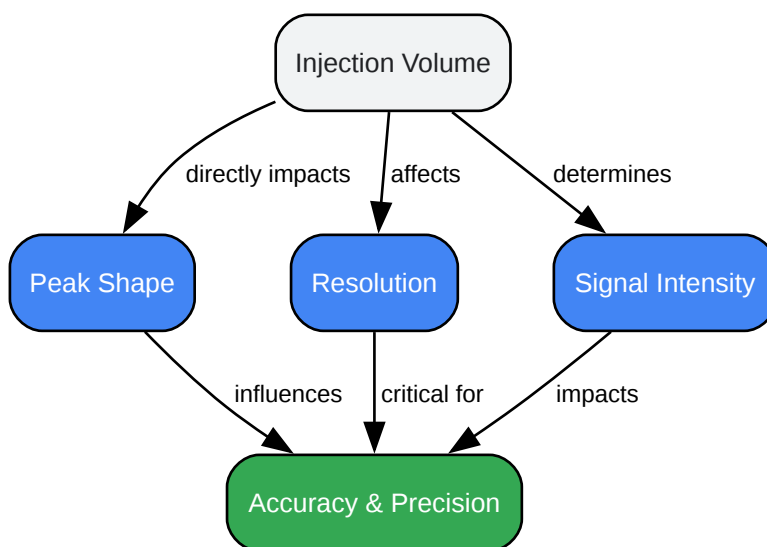 Injection Volume
directly impacts
affects
determines
Peak Shape
Resolution
Signal Intensity
influences
critical for
impacts
Accuracy & Precision